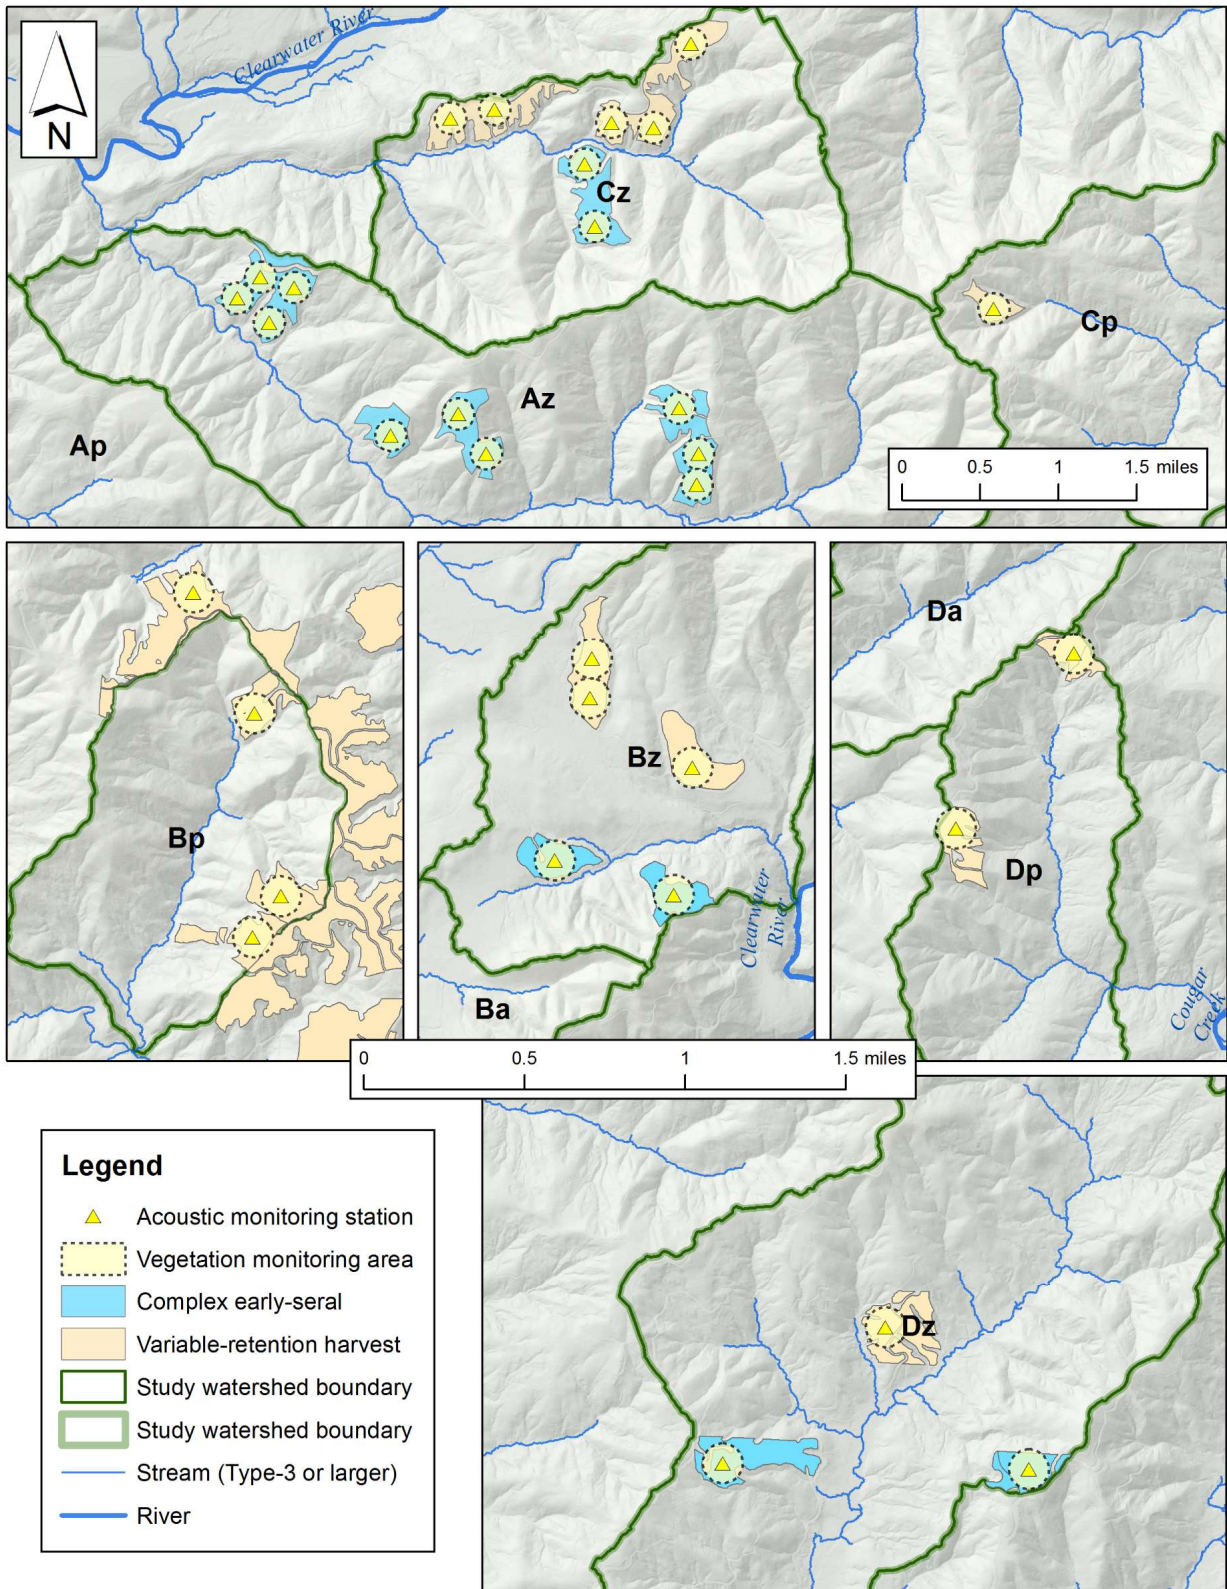 Clearwater River
N
Cz
Cp
Az
Ap
0 0.5 1 1.5 miles
Da
Bz
Bp
Dp
Clearwater
River
Ba
Cougar
Creek
0 0.5 1 1.5 miles
Legend
Acoustic monitoring station
Vegetation monitoring area
Complex early-seral
Variable-retention harvest
Study watershed boundary
Study watershed boundary
Stream (Type-3 or larger)
River
Dz